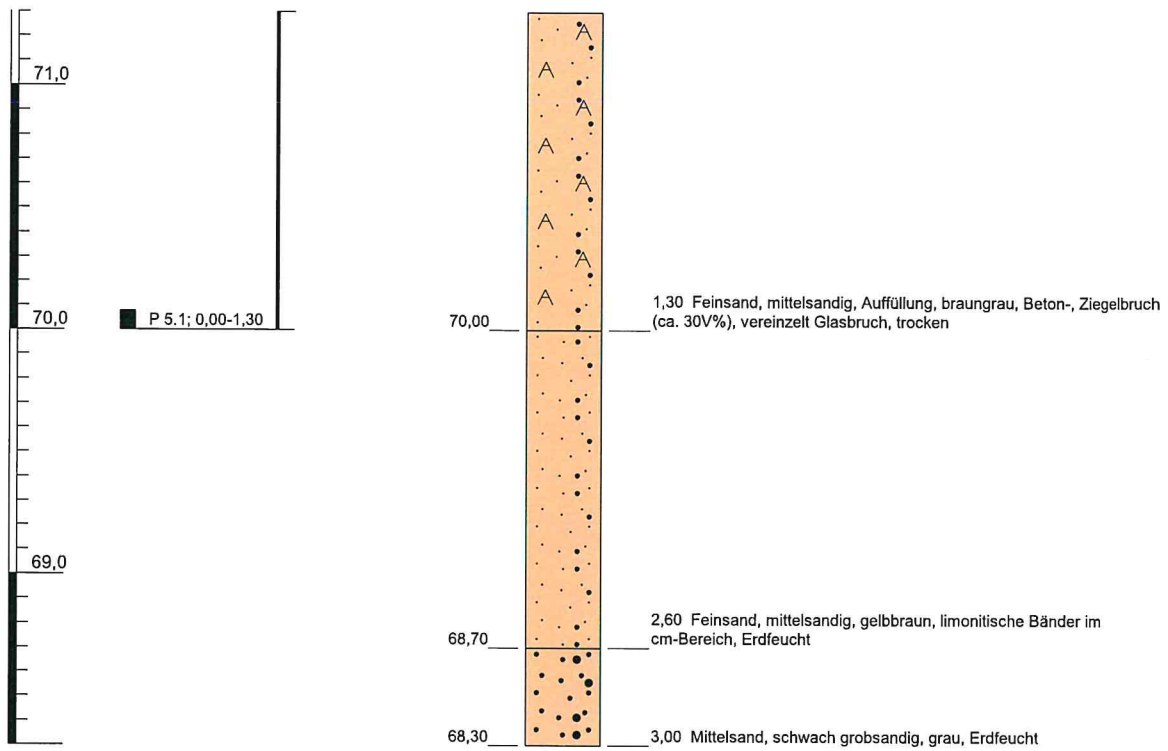 71,0
70,0
P 5.1; 0,00-1,30
70,00
1,30 Feinsand, mittelsandig, Auffüllung, braungrau, Beton-, Ziegelbruch
(ca. 30V%), vereinzelt Glasbruch, trocken
69,0
68,70
2,60 Feinsand, mittelsandig, gelbbraun, limonitische Bänder im
cm-Bereich, Erdfeucht
68,30
3,00 Mittelsand, schwach grobsandig, grau, Erdfeucht
A
A
A
A
A
A
A
A